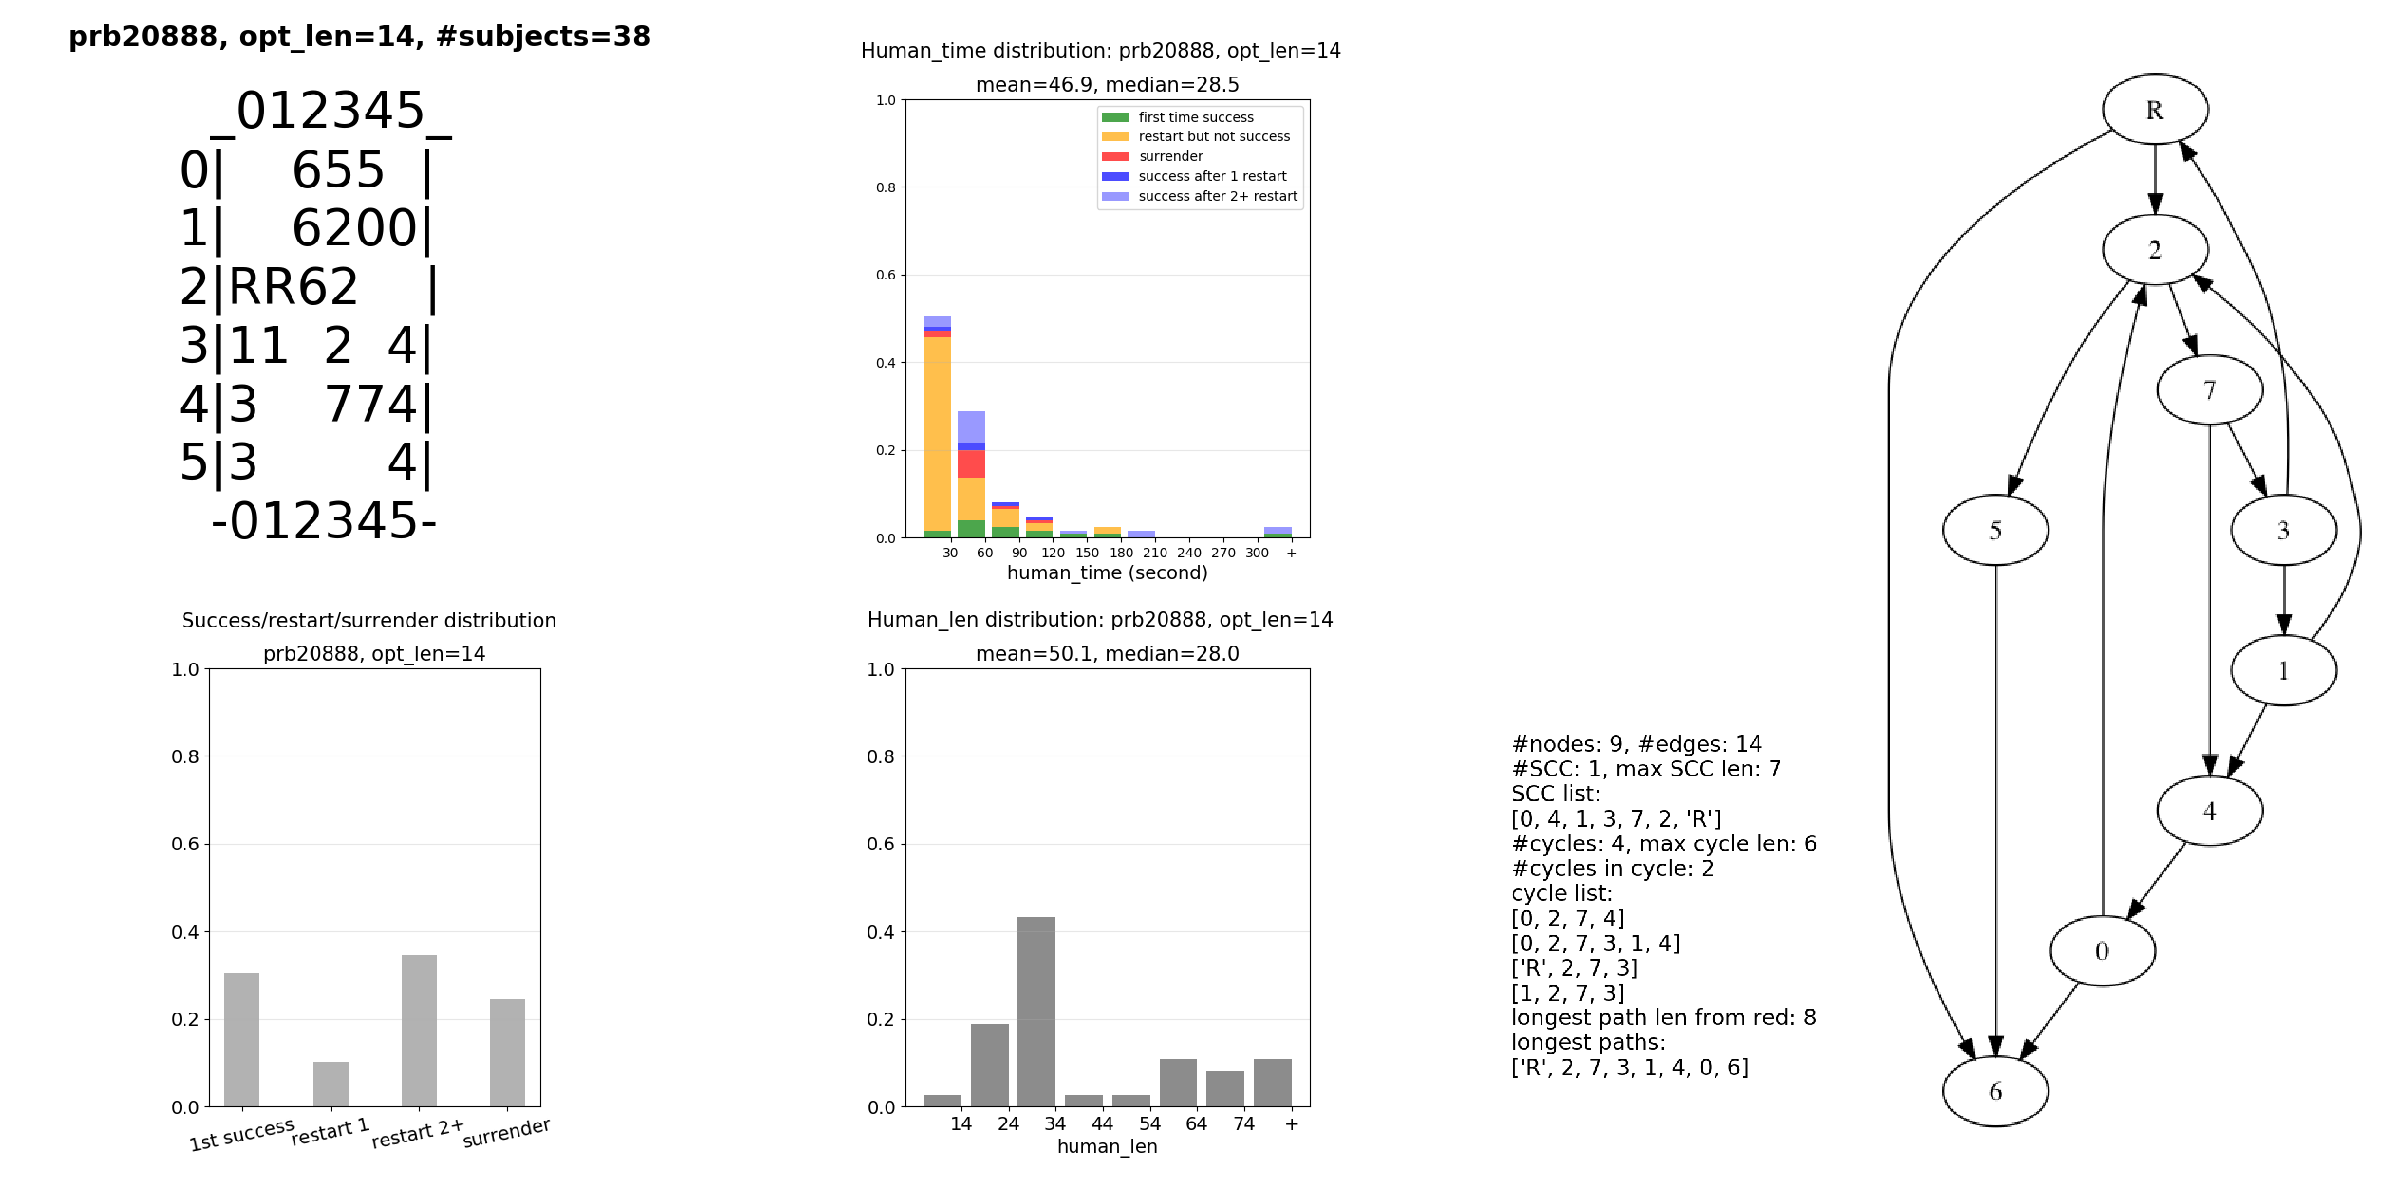 prb20888, opt_len=14, #subjects=38
_012345_
0|  655 |
1|  6200|
2|RR62  |
3|11 2 4|
4|3  774|
5|3    4|
-012345-
Human_time distribution: prb20888, opt_len=14
mean=46.9, median=28.5
1.0
0.8
0.6
0.4
0.2
0.0
first time success
restart but not success
surrender
success after 1 restart
success after 2+ restart
30 60 90 120 150 180 210 240 270 300 +
human_time (second)
Success/restart/surrender distribution
prb20888, opt_len=14
1.0
0.8
0.6
0.4
0.2
0.0
1st success restart 1 restart 2+ surrender
Human_len distribution: prb20888, opt_len=14
mean=50.1, median=28.0
1.0
0.8
0.6
0.4
0.2
0.0
14 24 34 44 54 64 74 +
human_len
#nodes: 9, #edges: 14
#SCC: 1, max SCC len: 7
SCC list:
[0, 4, 1, 3, 7, 2, 'R']
#cycles: 4, max cycle len: 6
#cycles in cycle: 2
cycle list:
[0, 2, 7, 4]
[0, 2, 7, 3, 1, 4]
['R', 2, 7, 3]
[1, 2, 7, 3]
longest path len from red: 8
longest paths:
['R', 2, 7, 3, 1, 4, 0, 6]
R
2
7
5
3
1
4
0
6